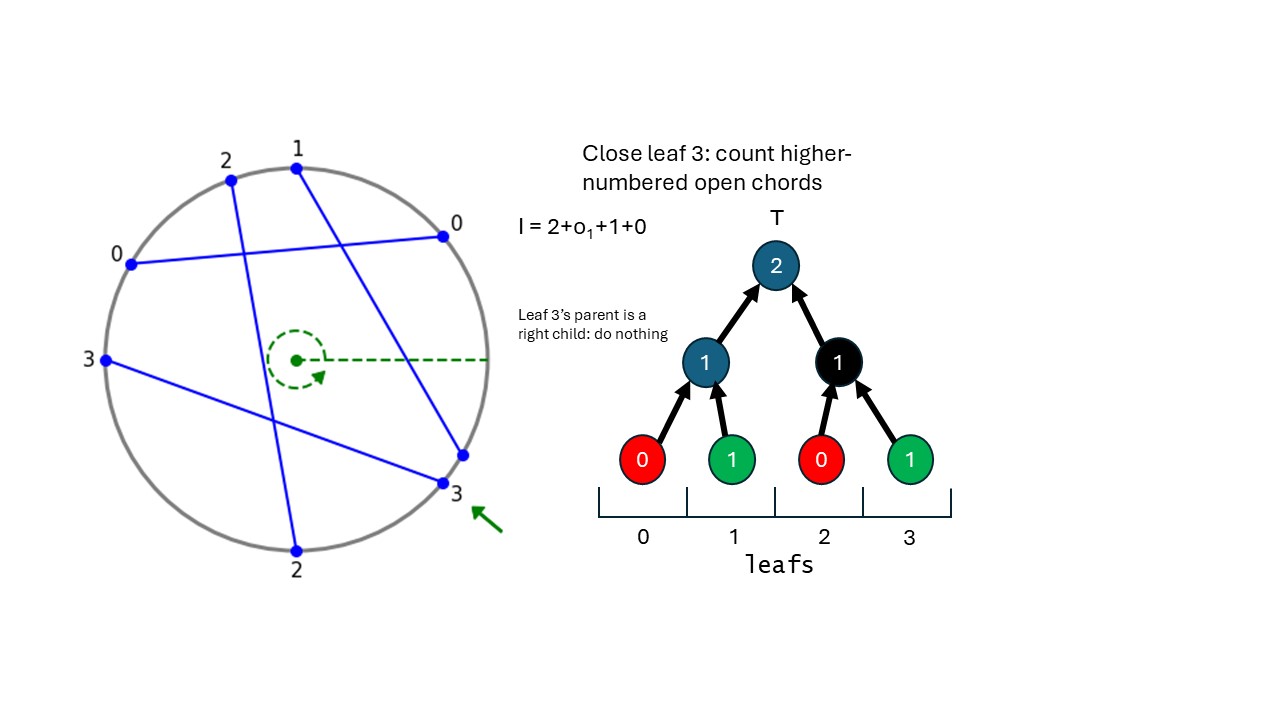 1
2
0
0
3
3
2
Close leaf 3: count higher-
numbered open chords
I = 2+o₁+1+0
T
2
Leaf 3’s parent is a
right child: do nothing
1
1
0
1
0
1
0
1
2
3
leafs